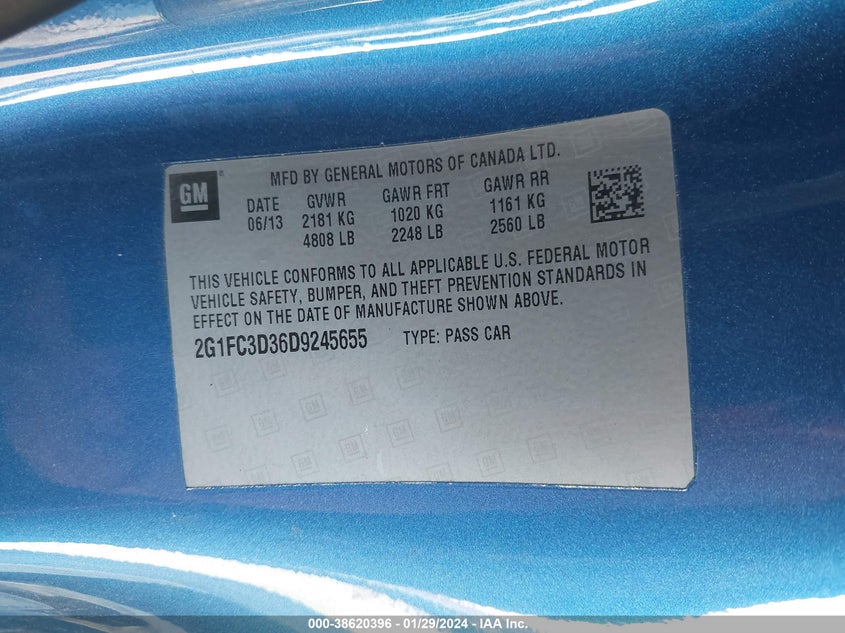 MFD BY GENERAL MOTORS OF CANADA LTD.
GM
DATE GVWR GAWR FRT GAWR RR
06/13 2181 KG 1020 KG 1161 KG
4808 LB 2248 LB 2560 LB
THIS VEHICLE CONFORMS TO ALL APPLICABLE U.S. FEDERAL MOTOR
VEHICLE SAFETY, BUMPER, AND THEFT PREVENTION STANDARDS IN
EFFECT ON THE DATE OF MANUFACTURE SHOWN ABOVE.
2G1FC3D36D9245655 TYPE: PASS CAR
000-38620396 - 01/29/2024 - IAA Inc.